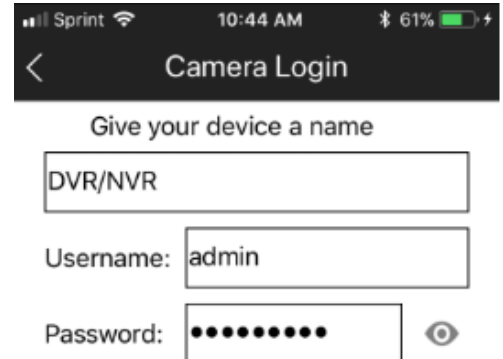 Sprint 10:44 AM 61%
Camera Login
Give your device a name
DVR/NVR
Username: admin
Password: •••••••••